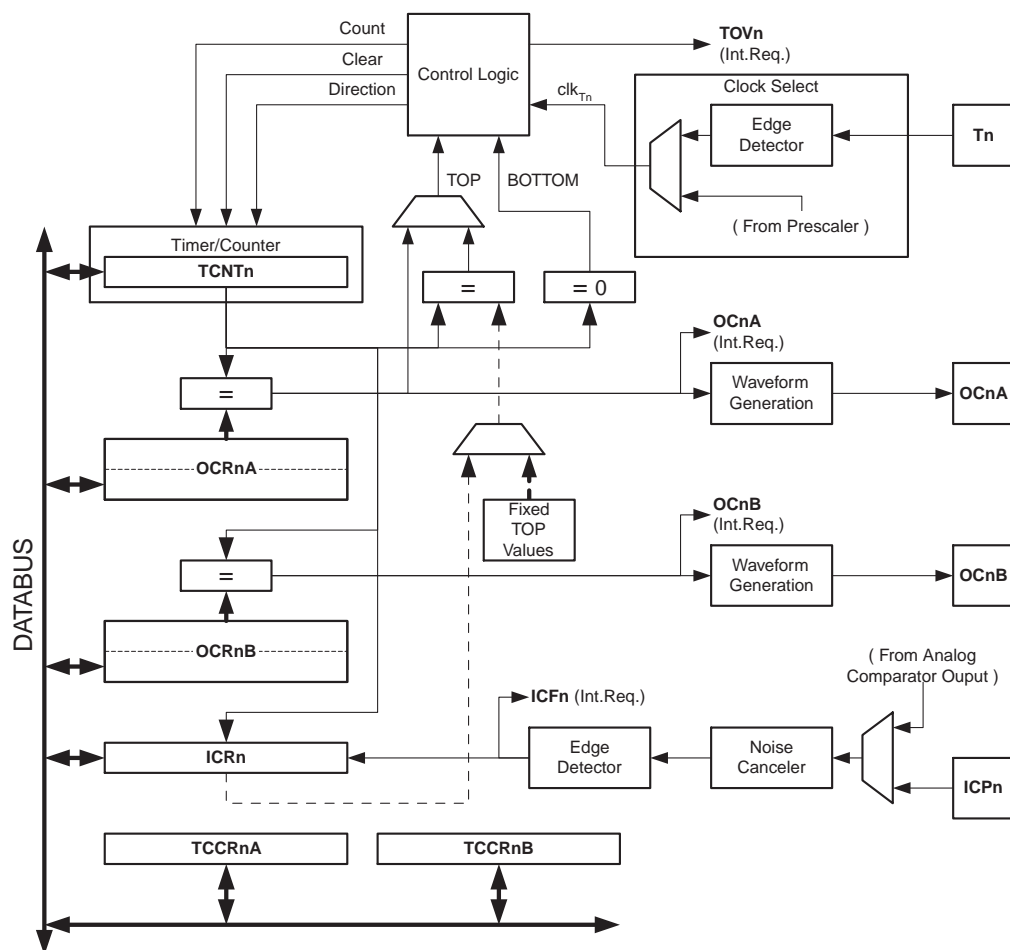 Count
TOVn
(Int.Req.)
Clear
Control Logic
Direction
clkTn
Clock Select
Edge
Detector
Tn
TOP
BOTTOM
( From Prescaler )
Timer/Counter
TCNTn
=
= 0
OCnA
(Int.Req.)
=
Waveform
Generation
OCnA
OCRnA
Fixed
TOP
Values
OCnB
(Int.Req.)
=
Waveform
Generation
OCnB
DATABUS
OCRnB
( From Analog
Comparator Ouput )
ICFn (Int.Req.)
ICRn
Edge
Detector
Noise
Canceler
ICPn
TCCRnA
TCCRnB